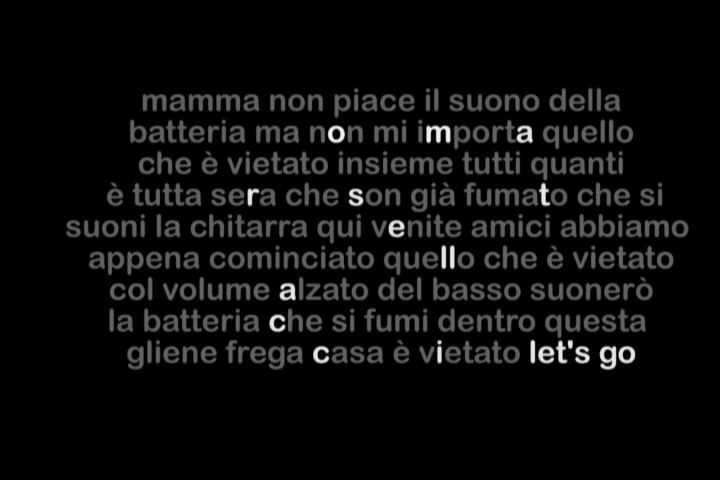 mamma non piace il suono della
batteria ma non mi importa quello
che è vietato insieme tutti quanti
è tutta sera che son già fumato che si
suoni la chitarra qui venite amici abbiamo
appena cominciato quello che è vietato
col volume alzato del basso suonerò
la batteria che si fumi dentro questa
gliene frega casa è vietato let's go